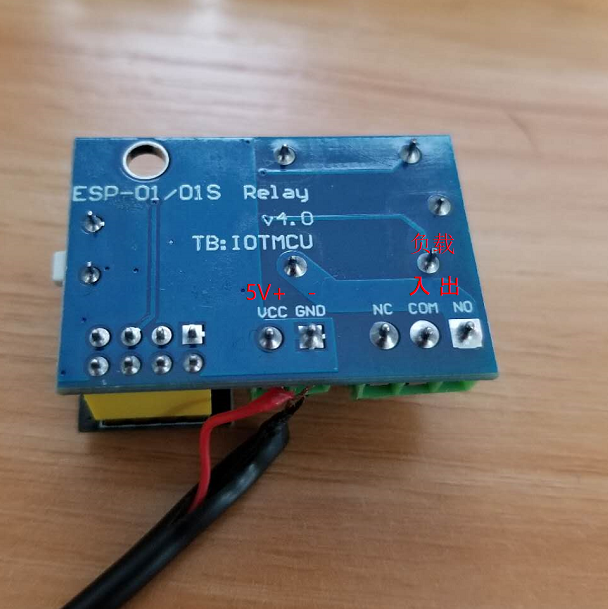 ESP-01/01S Relay
v4.0
TB:IOTMCU
负载
5V+ 入 出
VCC GND NC COM NO